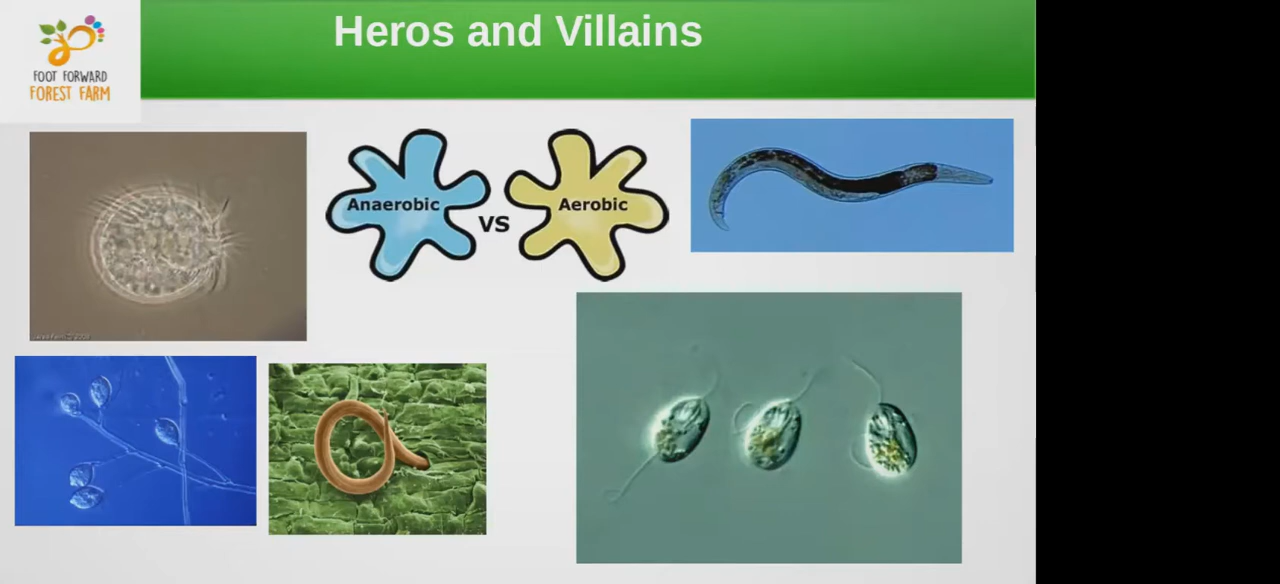 Heros and Villains
FOOT FORWARD
FOREST FARM
Anaerobic
VS
Aerobic